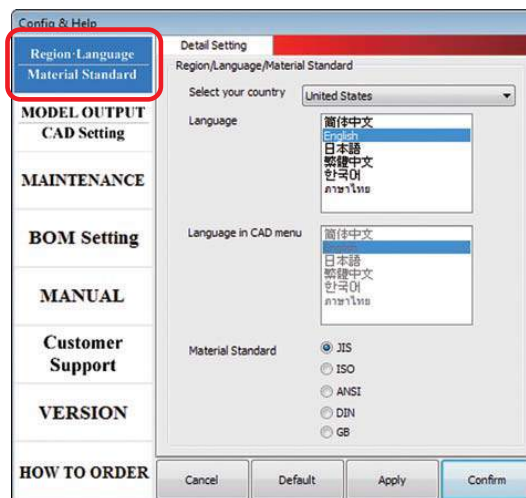 Config & Help
Region·Language
Material Standard
MODEL OUTPUT
CAD Setting
MAINTENANCE
BOM Setting
MANUAL
Customer
Support
VERSION
HOW TO ORDER
Detail Setting
Region/Language/Material Standard
Select your country
United States
Language
简体中文
English
日本語
繁體中文
한국어
ภาษาไทย
Language in CAD menu
简体中文
English
日本語
繁體中文
한국어
ภาษาไทย
Material Standard
JIS
ISO
ANSI
DIN
GB
Cancel
Default
Apply
Confirm